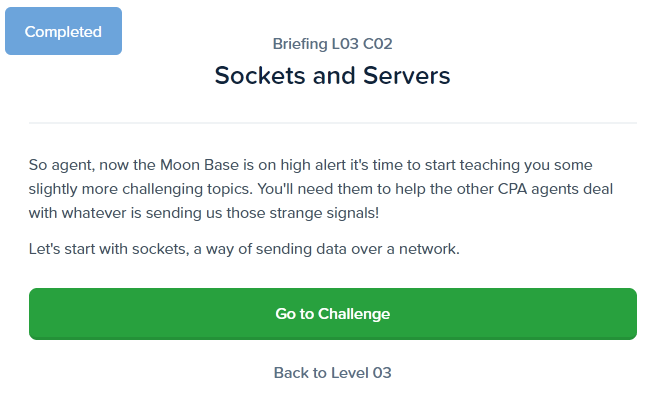 Completed
Briefing L03 C02
Sockets and Servers
So agent, now the Moon Base is on high alert it's time to start teaching you some
slightly more challenging topics. You'll need them to help the other CPA agents deal
with whatever is sending us those strange signals!
Let's start with sockets, a way of sending data over a network.
Go to Challenge
Back to Level 03